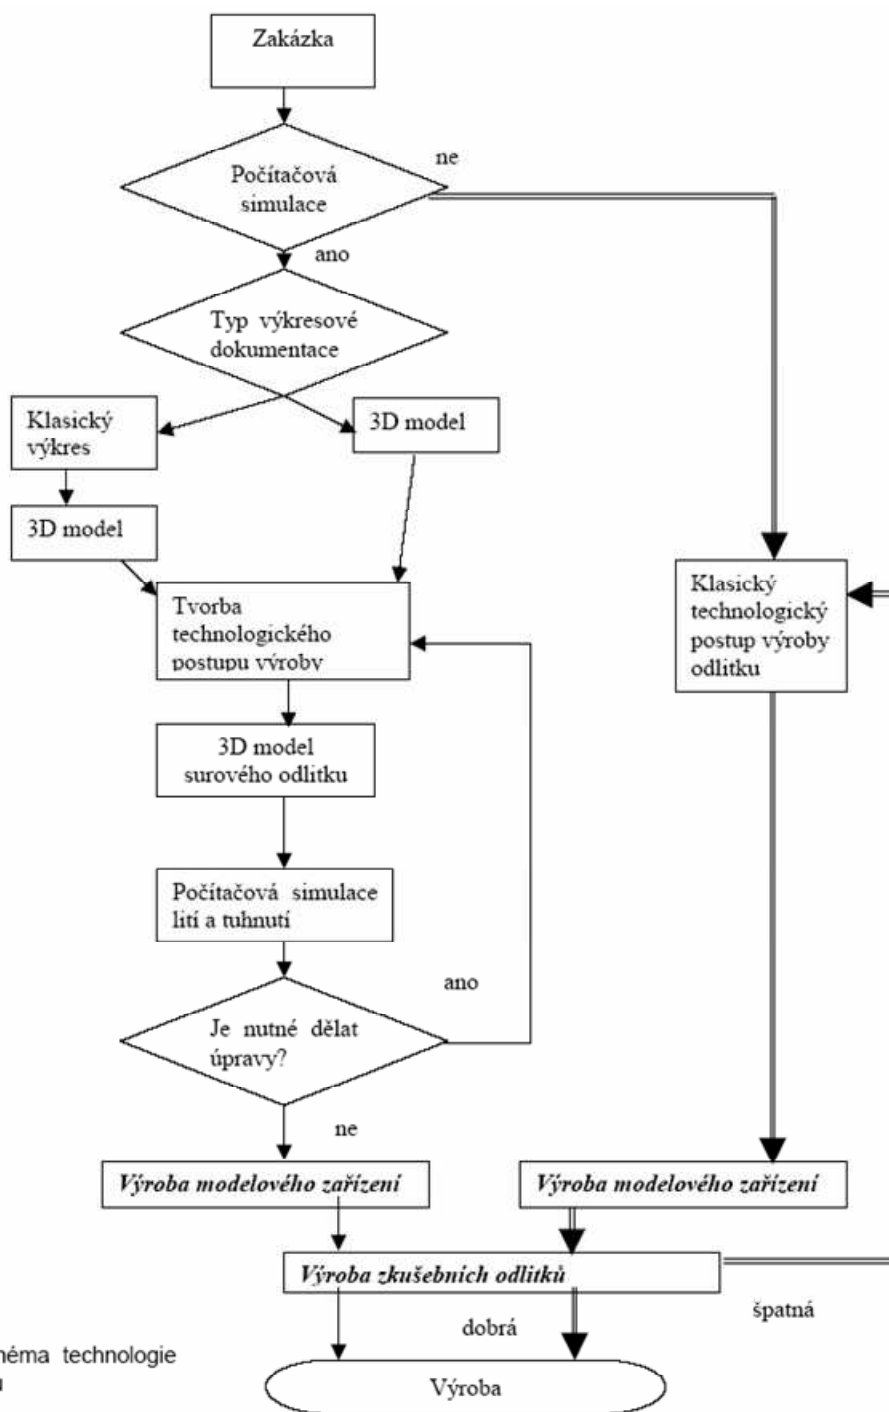 Zakázka
ne
Počítačová
simulace
ano
Typ výkresové
dokumentace
Klasický
výkres
3D model
3D model
Tvorba
technologického
postupu výroby
Klasický
technologický
postup výroby
odlitku
3D model
surového odlitku
Počítačová simulace
lití a tuhnutí
ano
Je nutné dělat
úpravy?
ne
Výroba modelového zařízení
Výroba modelového zařízení
Výroba zkušebních odlitků
dobrá
špatná
technologie
Výroba